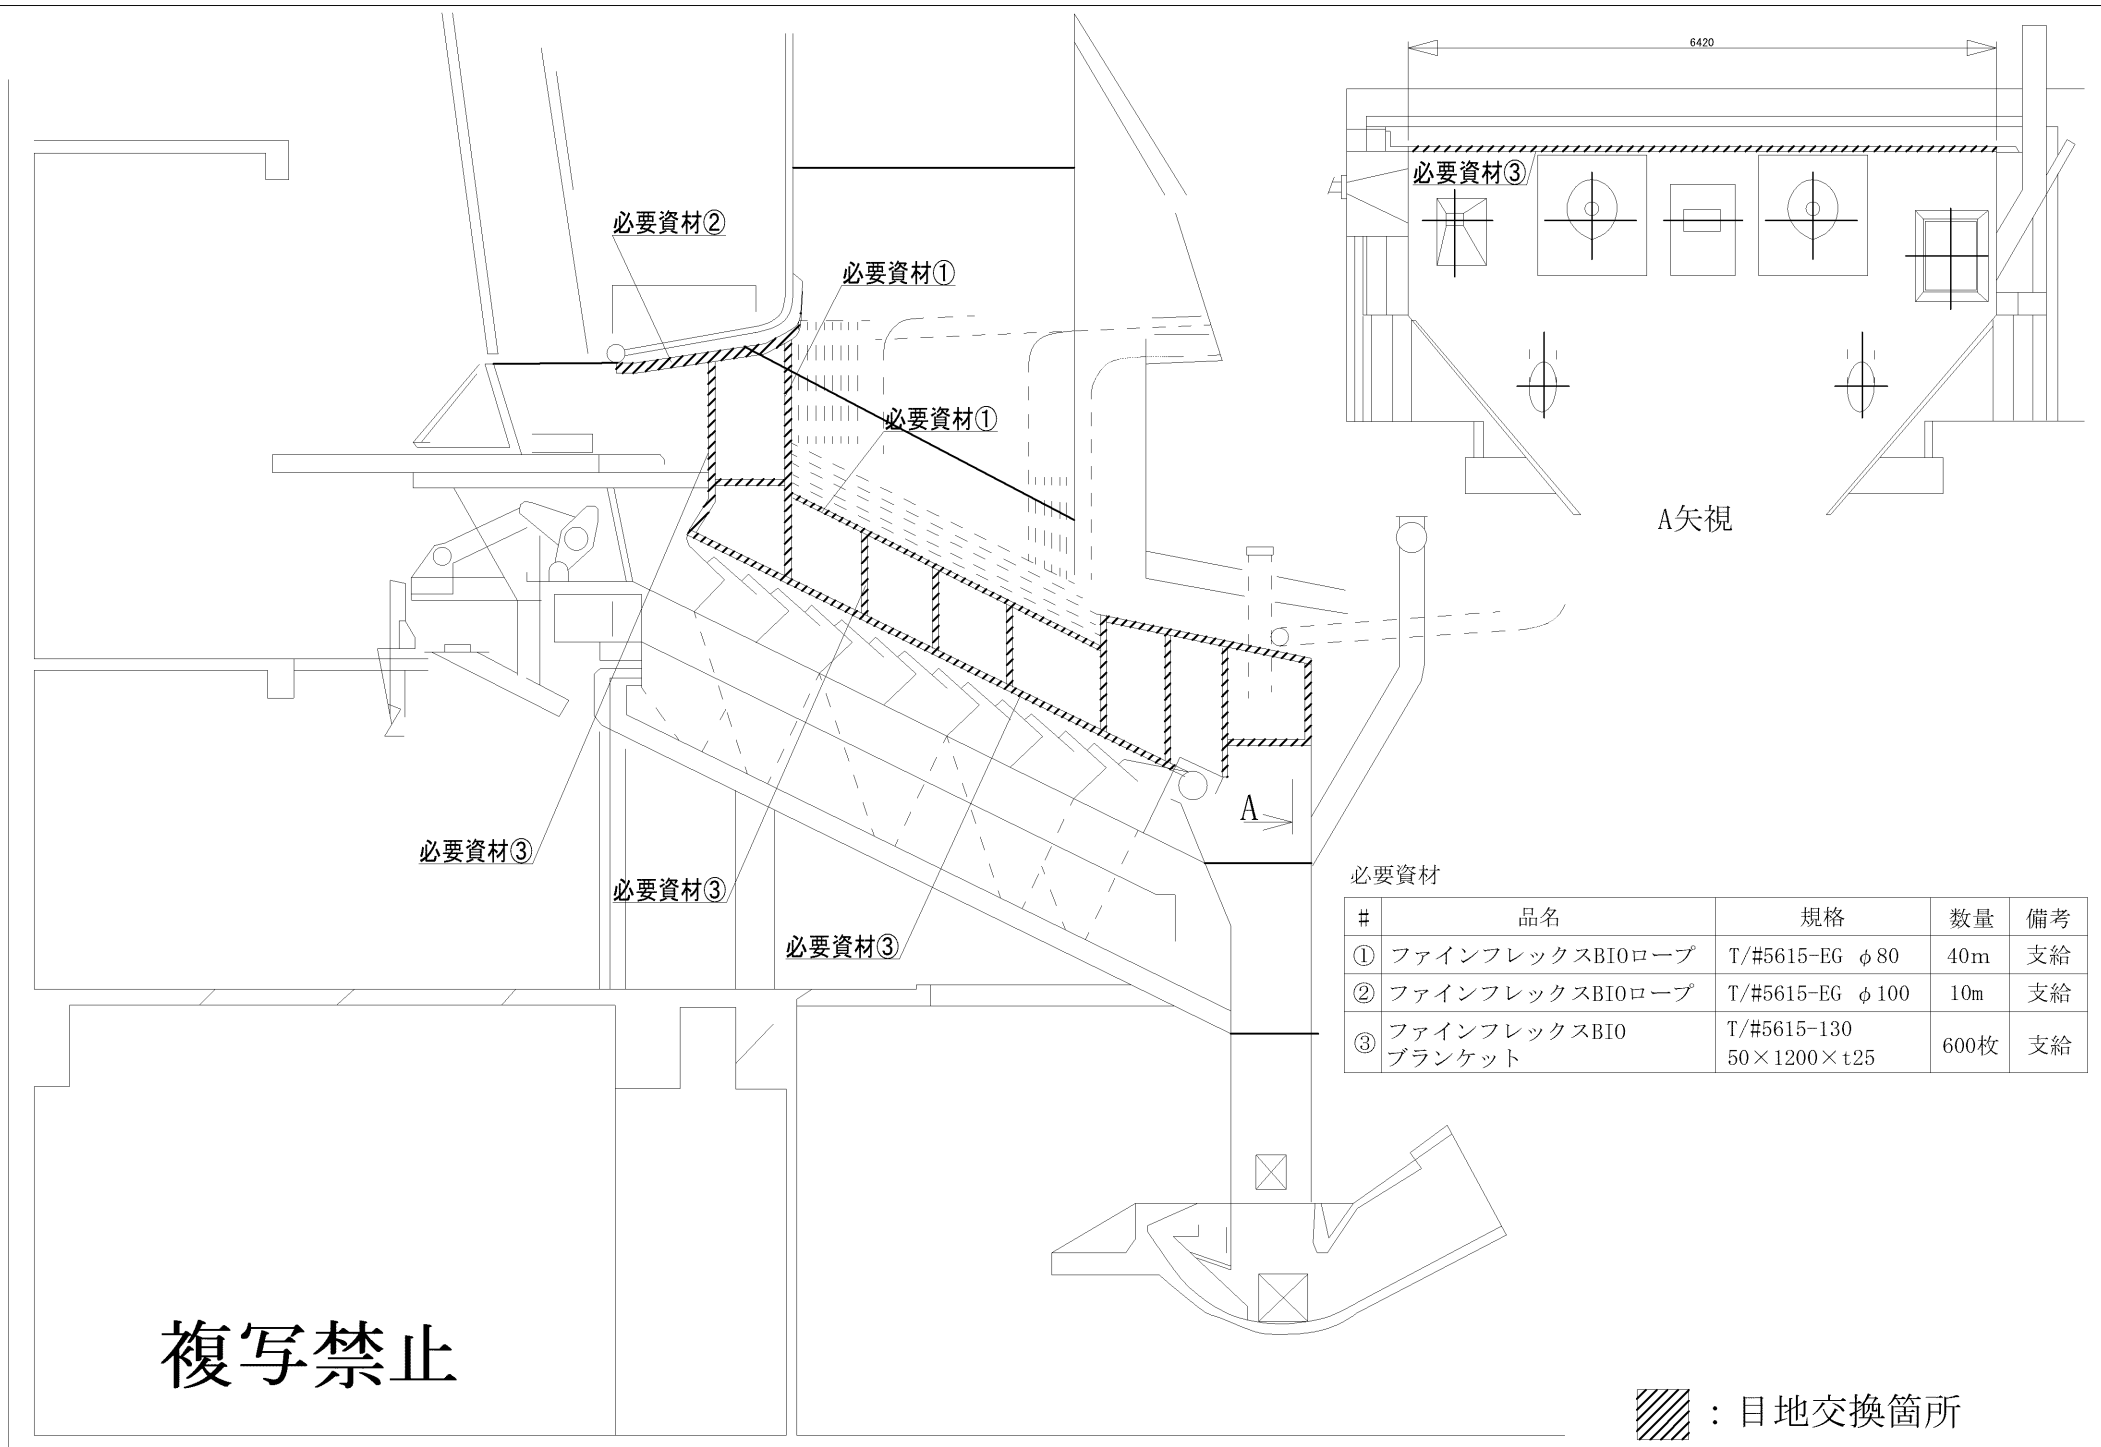 6420
必要資材③
必要資材②
必要資材①
必要資材①
A矢視
必要資材③
必要資材③
必要資材③
A
必要資材
# 品名 規格 数量 備考
① ファインフレックスBIOロープ T/#5615-EG φ80 40m 支給
② ファインフレックスBIOロープ T/#5615-EG φ100 10m 支給
③ ファインフレックスBIO T/#5615-130 600枚 支給
ブランケット 50×1200×t25
複写禁止
：目地交換箇所